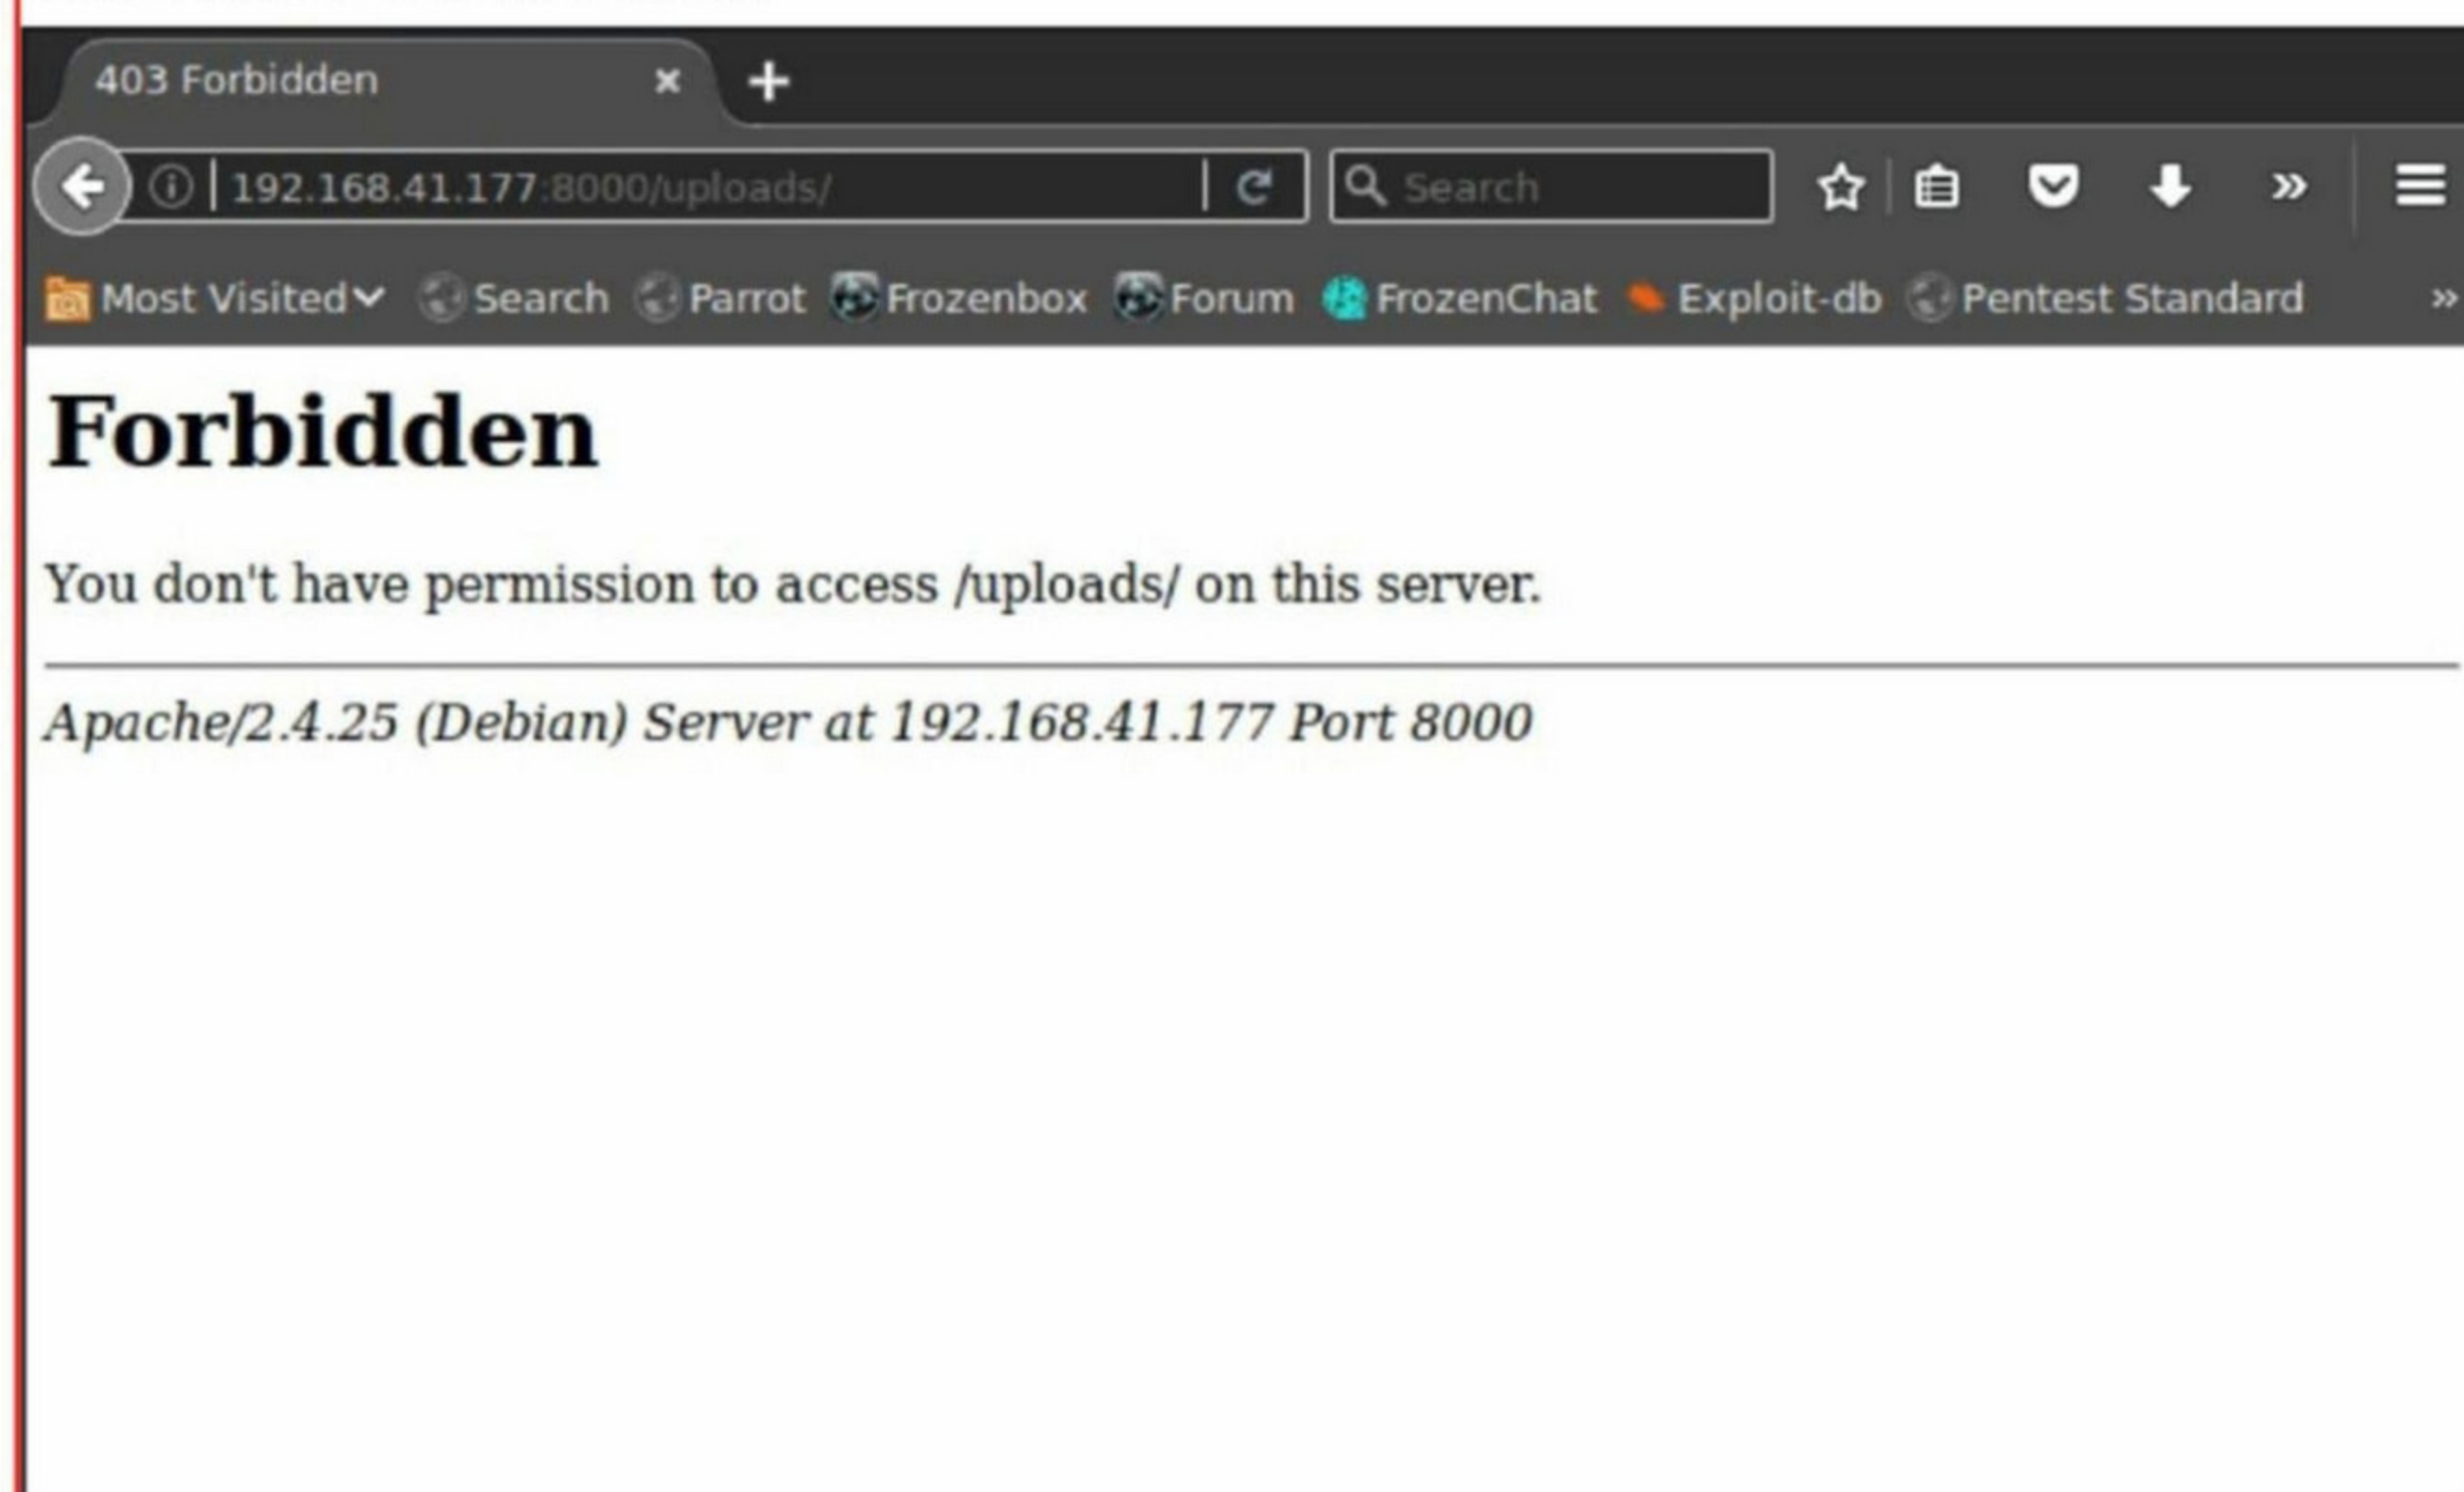 403 Forbidden
192.168.41.177:8000/uploads/ Search
Most Visited Search Parrot Frozenbox Forum FrozenChat Exploit-db Pentest Standard
Forbidden
You don't have permission to access /uploads/ on this server.
Apache/2.4.25 (Debian) Server at 192.168.41.177 Port 8000